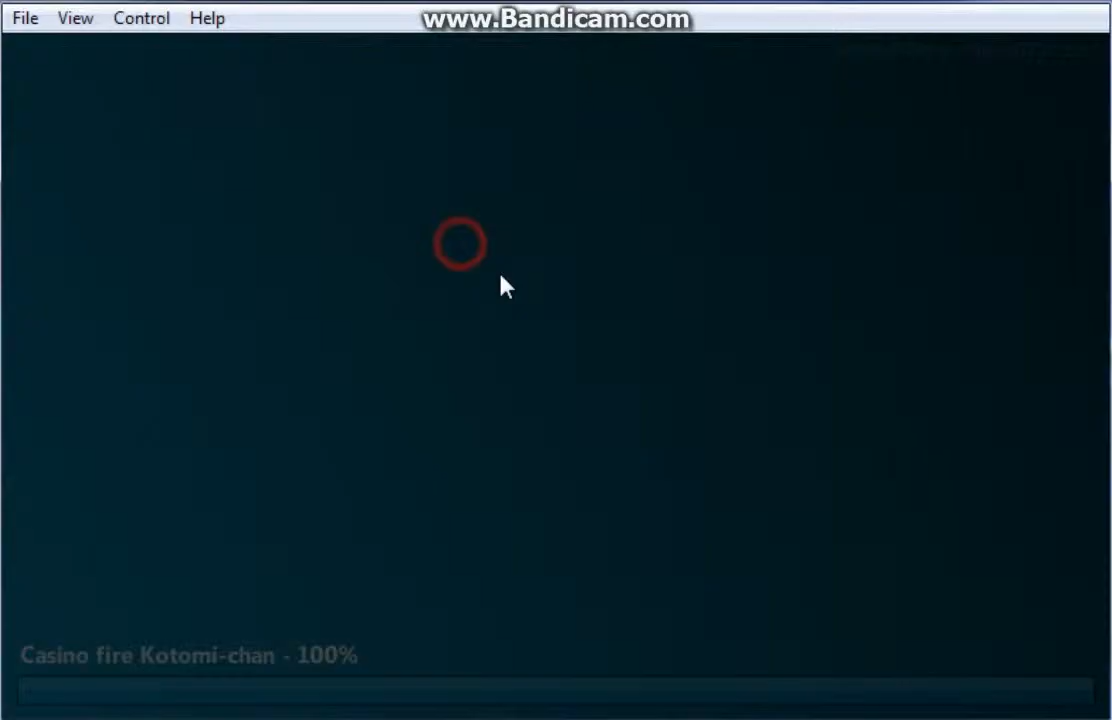 File View Control Help
www.Bandicam.com
Casino fire Kotomi-chan - 100%